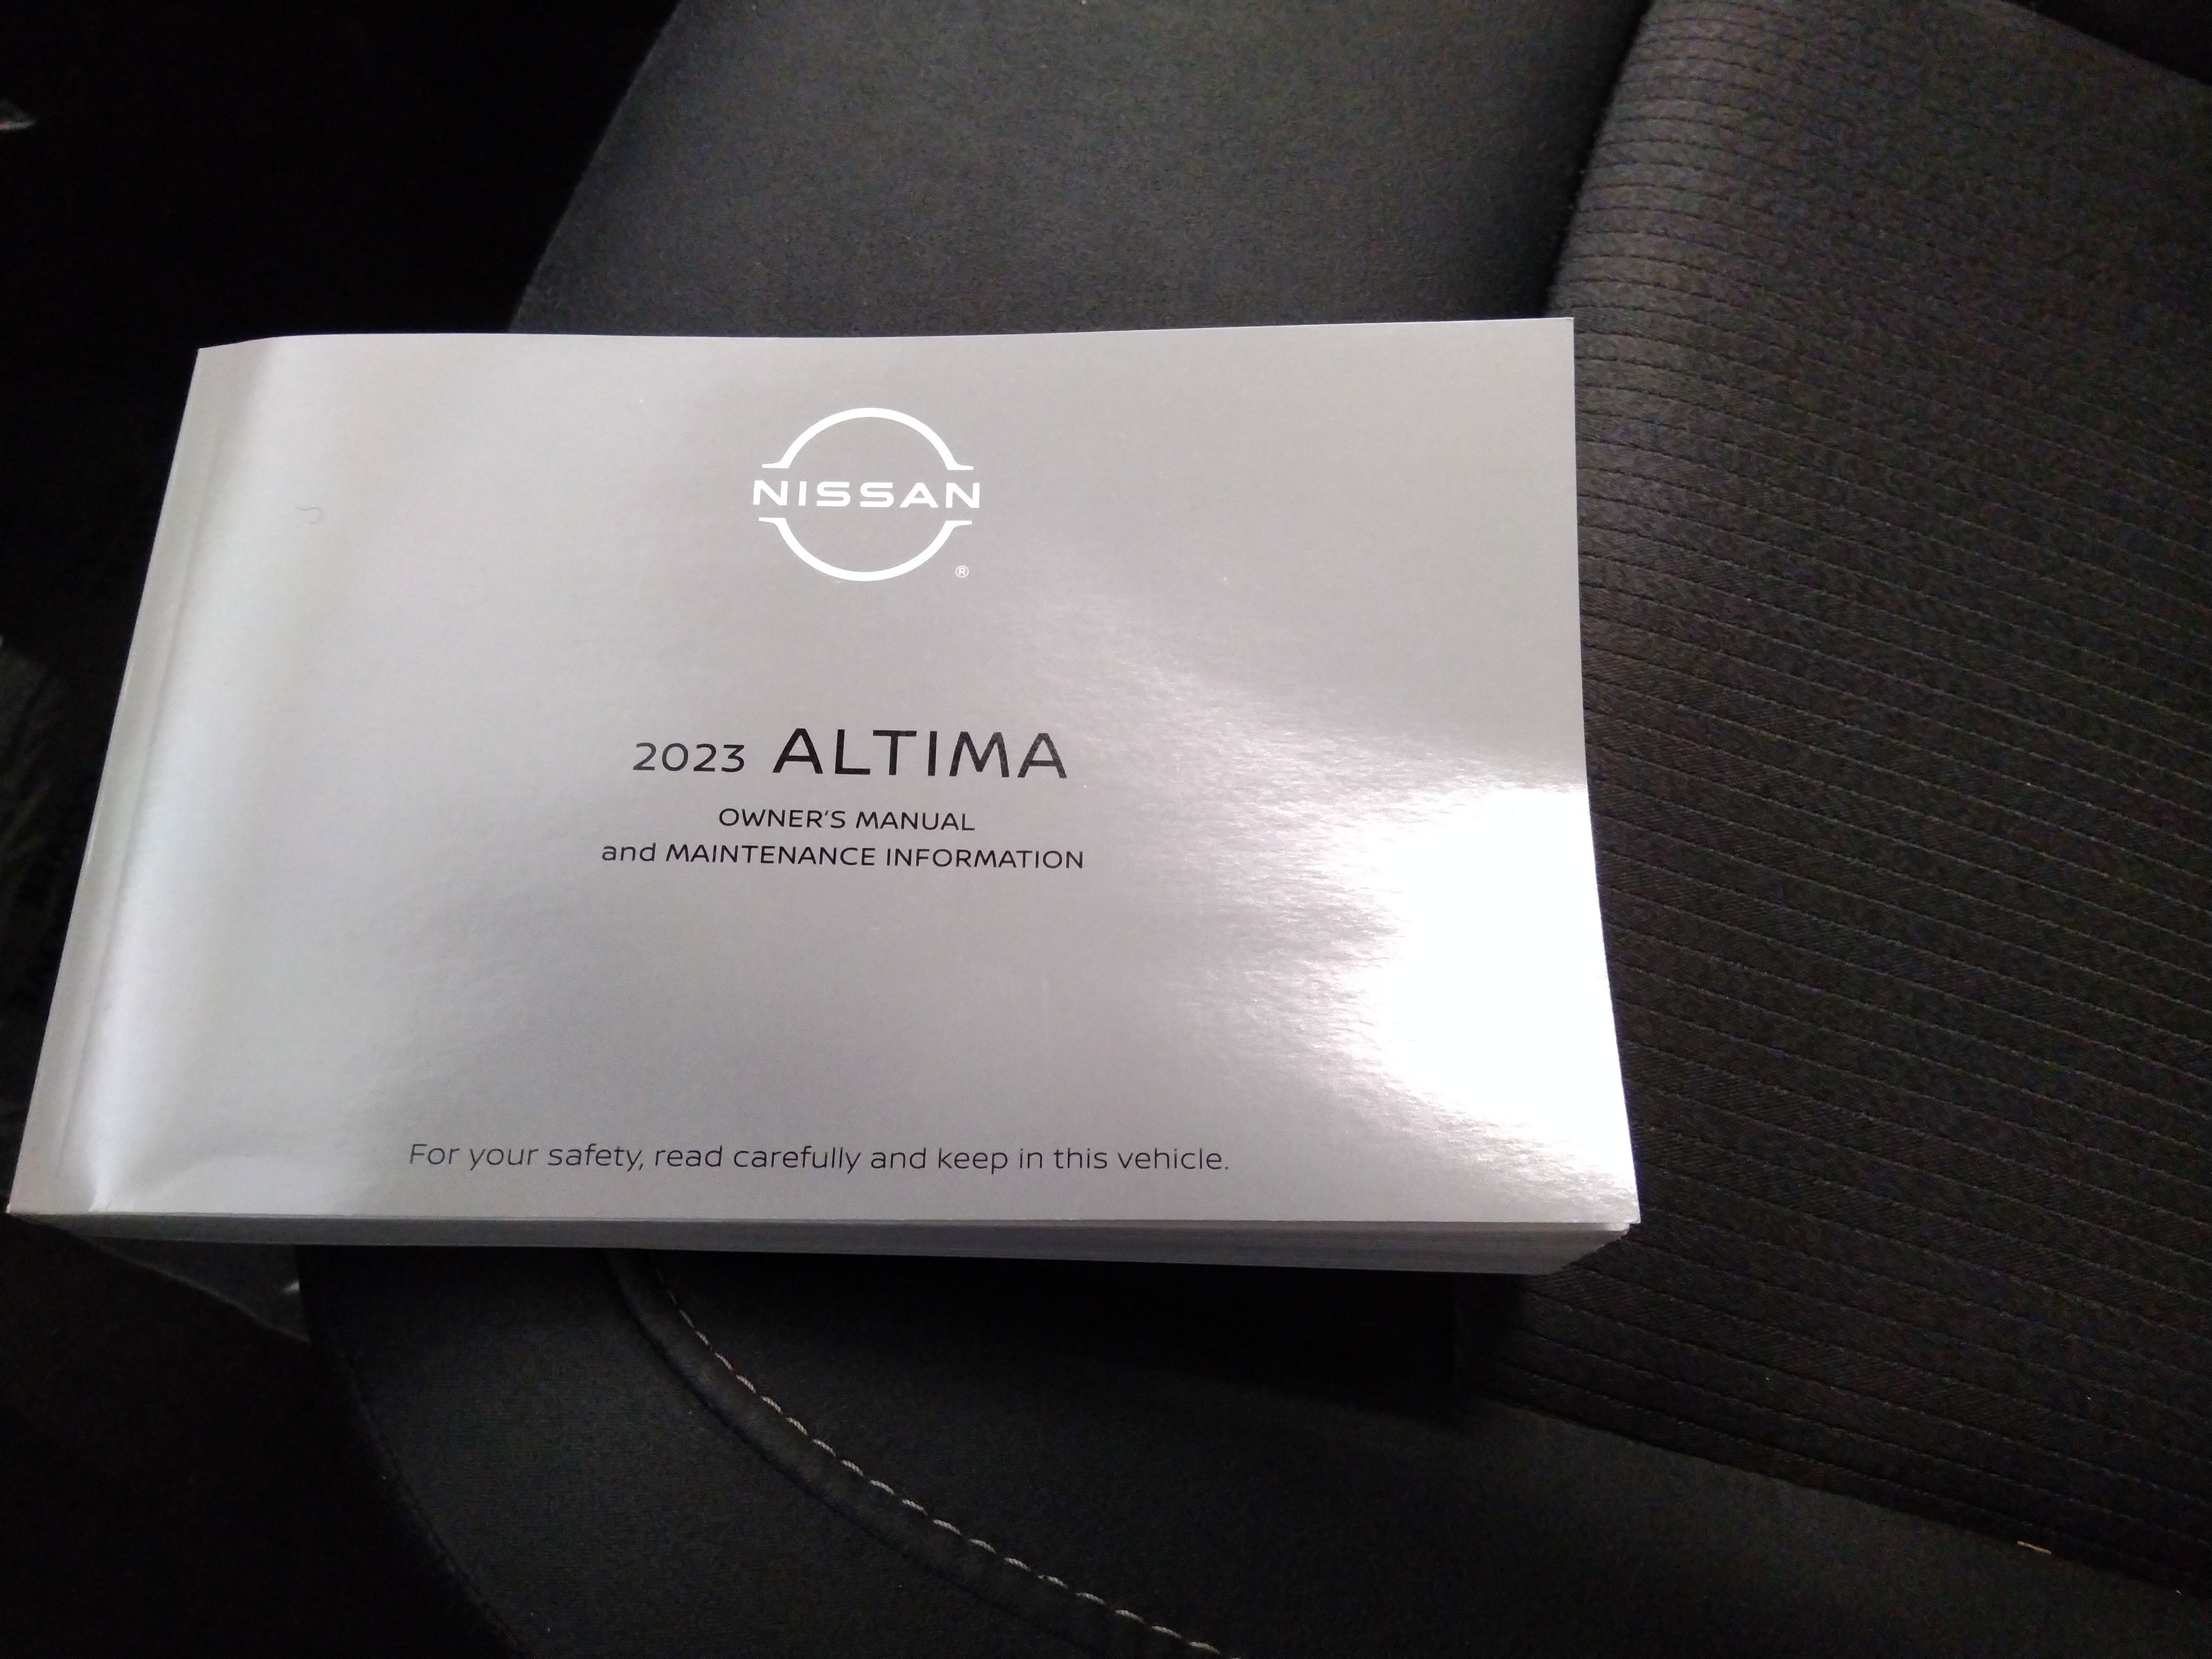 NISSAN
®
2023 ALTIMA
OWNER'S MANUAL
and MAINTENANCE INFORMATION
For your safety, read carefully and keep in this vehicle.